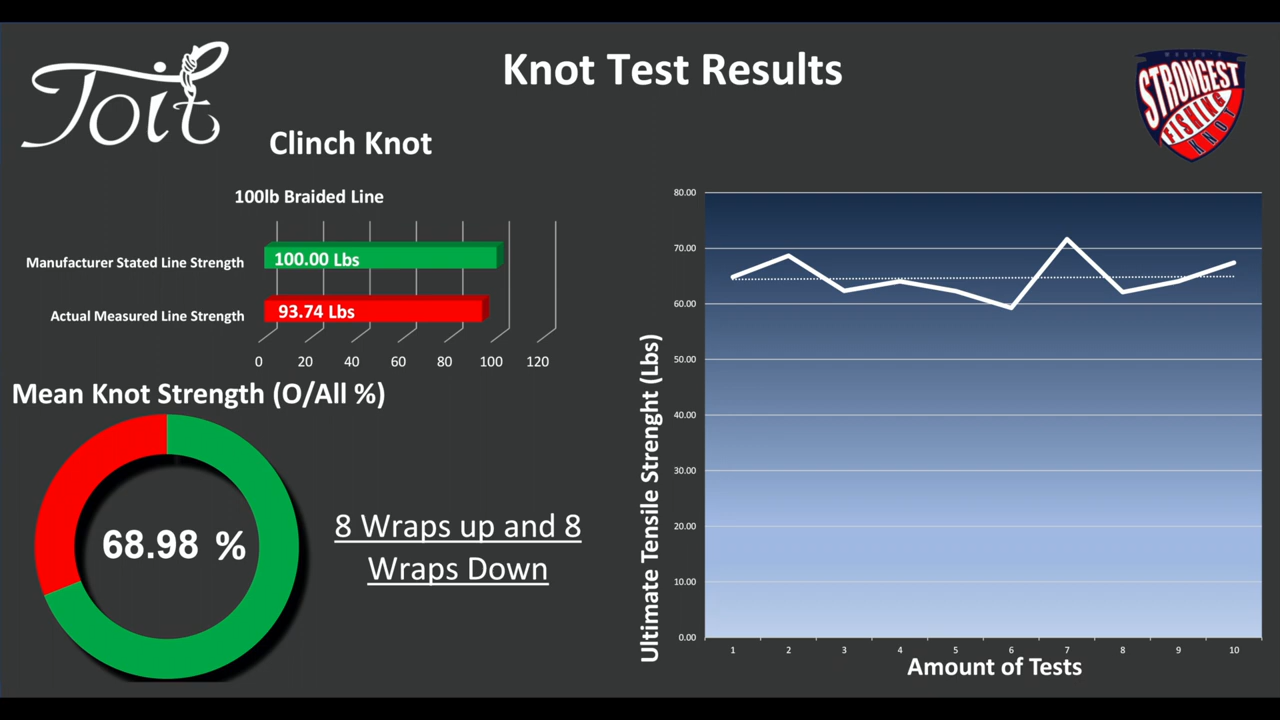 Toit
Knot Test Results
WORLD'S
STRONGEST
FISHING
KNOT
Clinch Knot
100lb Braided Line
Manufacturer Stated Line Strength
100.00 Lbs
Actual Measured Line Strength
93.74 Lbs
0 20 40 60 80 100 120
Mean Knot Strength (O/All %)
68.98 %
8 Wraps up and 8
Wraps Down
Ultimate Tensile Strenght (Lbs)
80.00
70.00
60.00
50.00
40.00
30.00
20.00
10.00
0.00
1 2 3 4 5 6 7 8 9 10
Amount of Tests